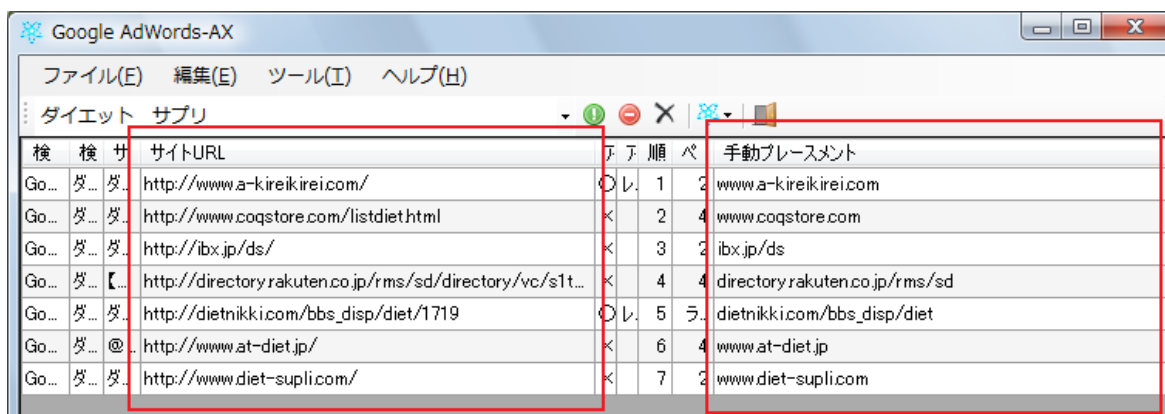 Google AdWords-AX
ファイル(F) 編集(E) ツール(T) ヘルプ(H)
ダイエット サプリ
検 検 サ サイトURL ア ア 順 ペ 手動プレースメント
Go... ダ... ダ... http://www.a-kireikirei.com/ 〇 レ. 1 2 www.a-kireikirei.com
Go... ダ... ダ... http://www.coqstore.com/listdiet.html × 2 4 www.coqstore.com
Go... ダ... ダ... http://ibx.jp/ds/ × 3 2 ibx.jp/ds
Go... ダ... 【... http://directory.rakuten.co.jp/rms/sd/directory/vc/s1t... × 4 4 directory.rakuten.co.jp/rms/sd
Go... ダ... ダ... http://dietnikki.com/bbs_disp/diet/1719 〇 レ. 5 ラ. dietnikki.com/bbs_disp/diet
Go... ダ... @... http://www.at-diet.jp/ × 6 4 www.at-diet.jp
Go... ダ... ダ... http://www.diet-supli.com/ × 7 2 www.diet-supli.com